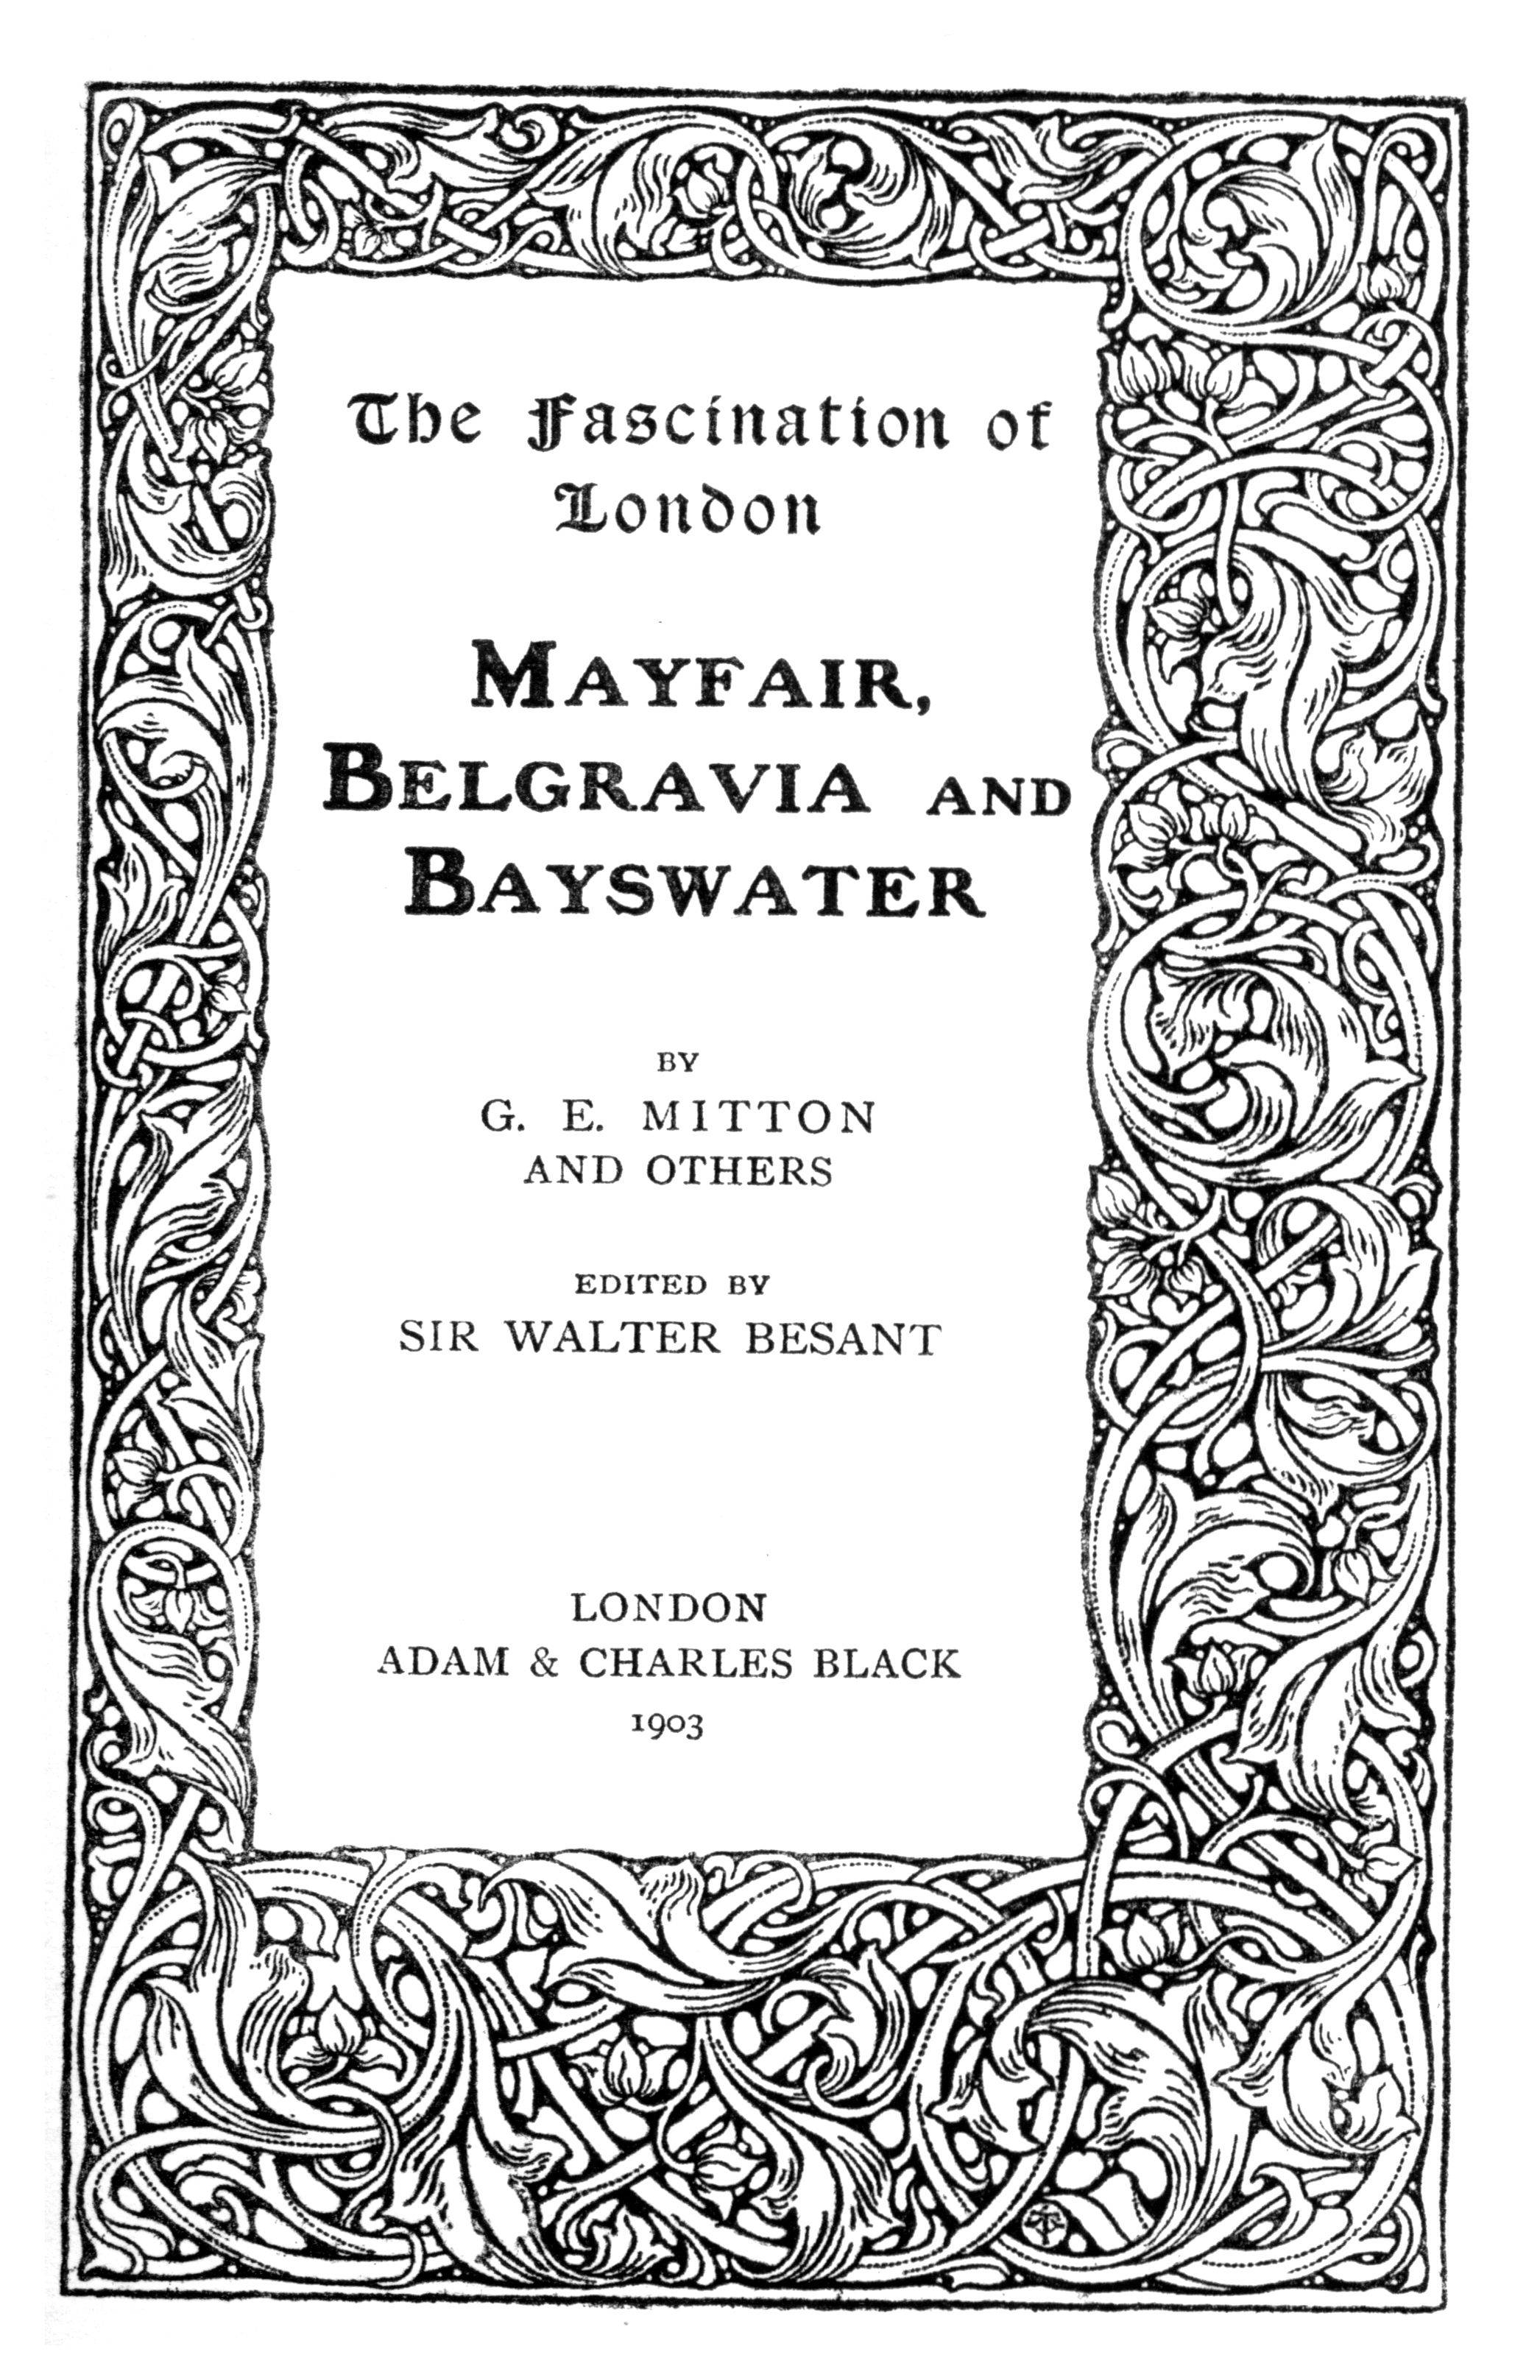 The Fascination of
London
MAYFAIR,
BELGRAVIA AND
BAYSWATER
BY
G. E. MITTON
AND OTHERS
EDITED BY
SIR WALTER BESANT
LONDON
ADAM & CHARLES BLACK
1903